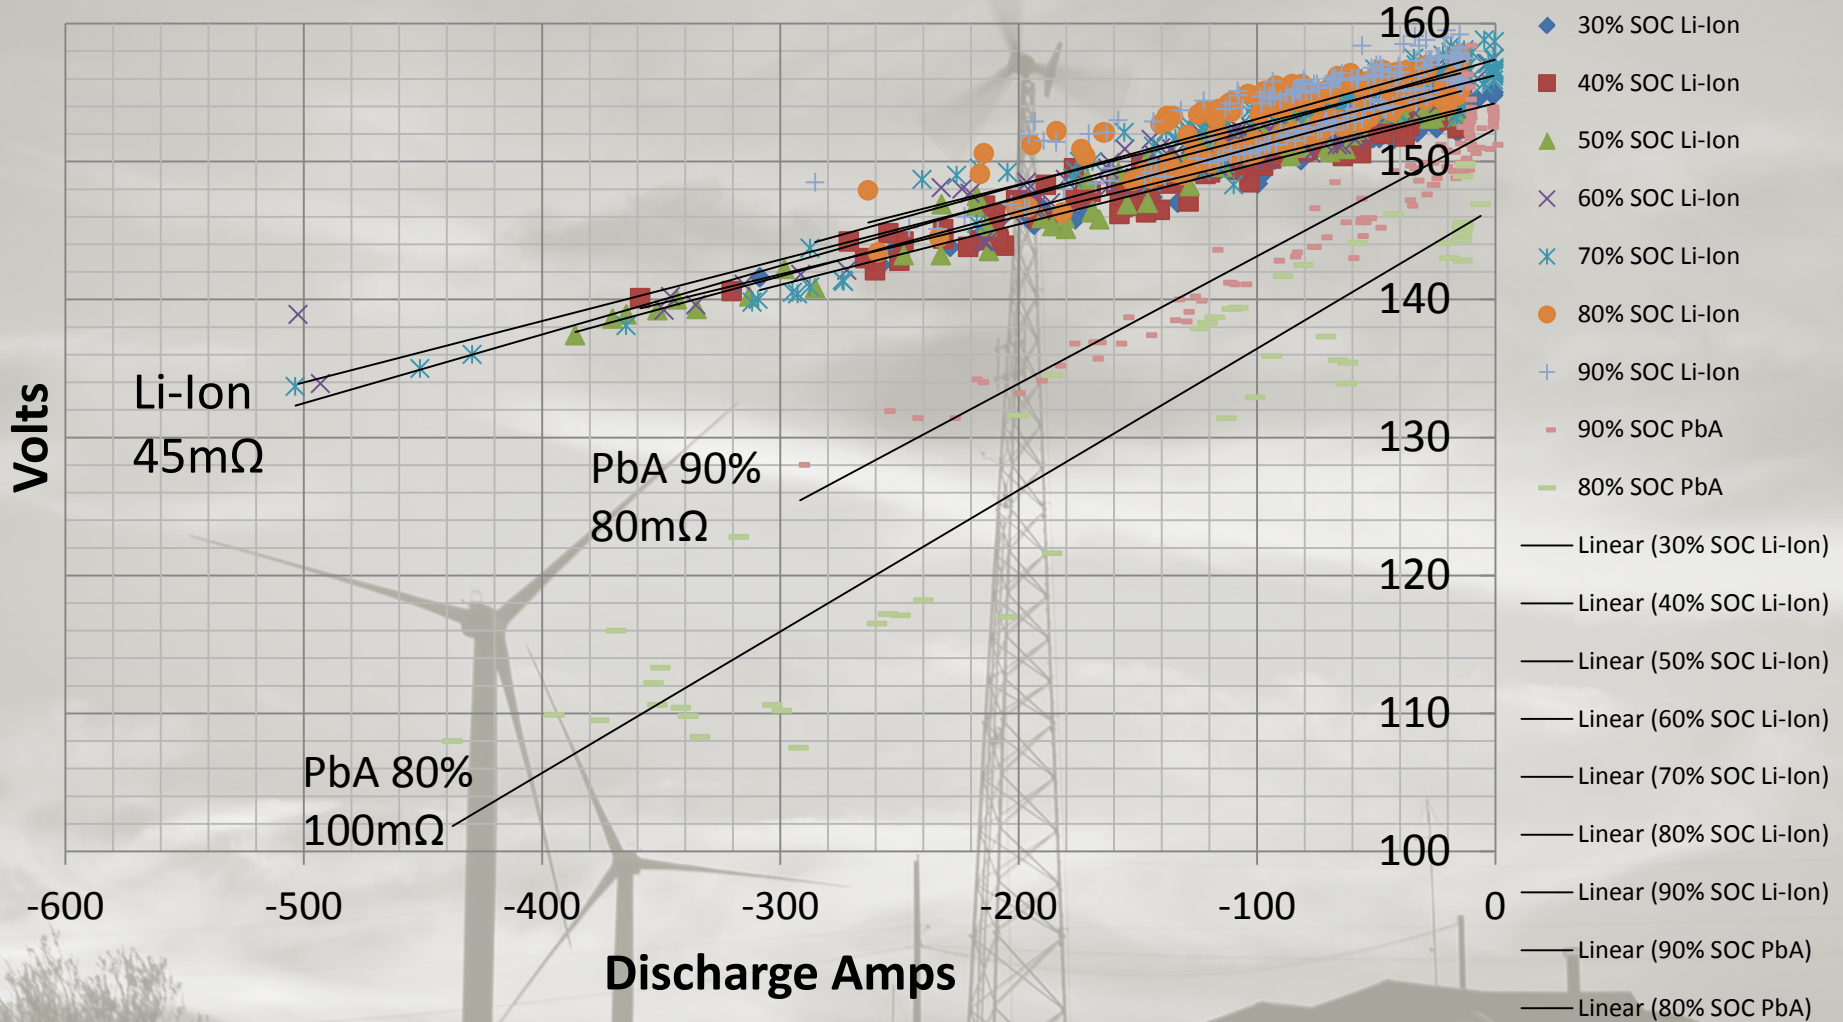 160
150
140
130
120
110
100
Volts
Li-Ion
45mΩ
PbA 90%
80mΩ
PbA 80%
100mΩ
-600 -500 -400 -300 -200 -100 0
Discharge Amps
30% SOC Li-Ion
40% SOC Li-Ion
50% SOC Li-Ion
60% SOC Li-Ion
70% SOC Li-Ion
80% SOC Li-Ion
90% SOC Li-Ion
90% SOC PbA
80% SOC PbA
Linear (30% SOC Li-Ion)
Linear (40% SOC Li-Ion)
Linear (50% SOC Li-Ion)
Linear (60% SOC Li-Ion)
Linear (70% SOC Li-Ion)
Linear (80% SOC Li-Ion)
Linear (90% SOC Li-Ion)
Linear (90% SOC PbA)
Linear (80% SOC PbA)